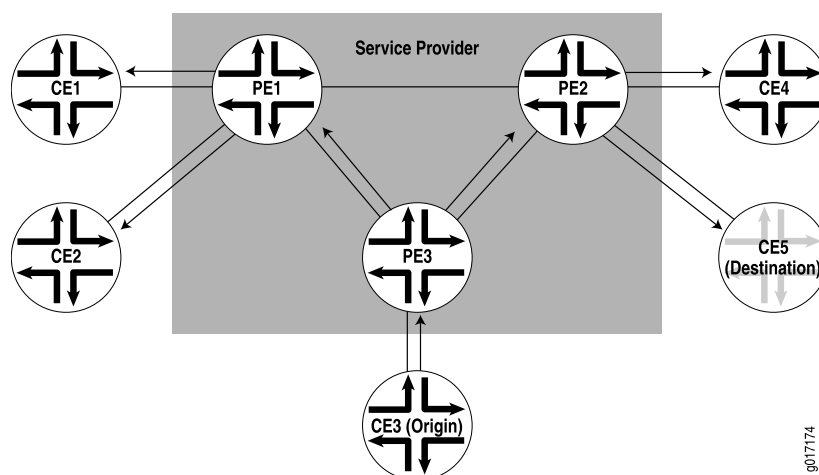 Service Provider
CE1
PE1
PE2
CE4
CE2
PE3
CE5
(Destination)
CE3 (Origin)
g017174